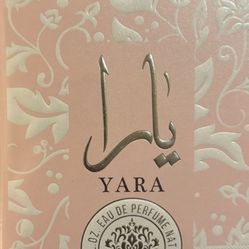 يارا
YARA
OZ. EAU DE PERFUME NAT